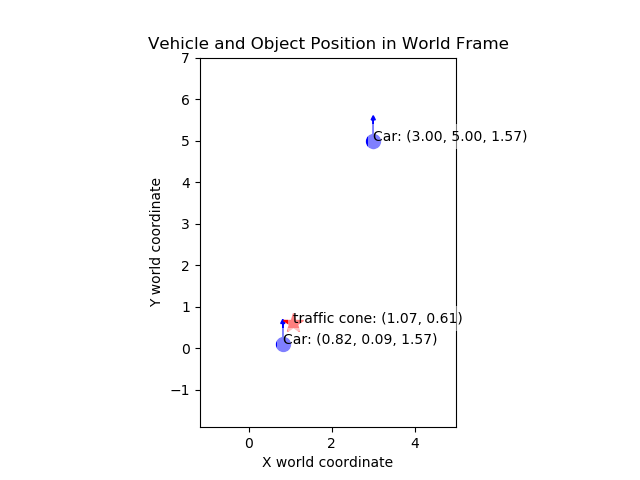 Vehicle and Object Position in World Frame
7
6
Car: (3.00, 5.00, 1.57)
5
4
3
2
1
traffic cone: (1.07, 0.61)
Car: (0.82, 0.09, 1.57)
0
−1
Y world coordinate
0 2 4
X world coordinate